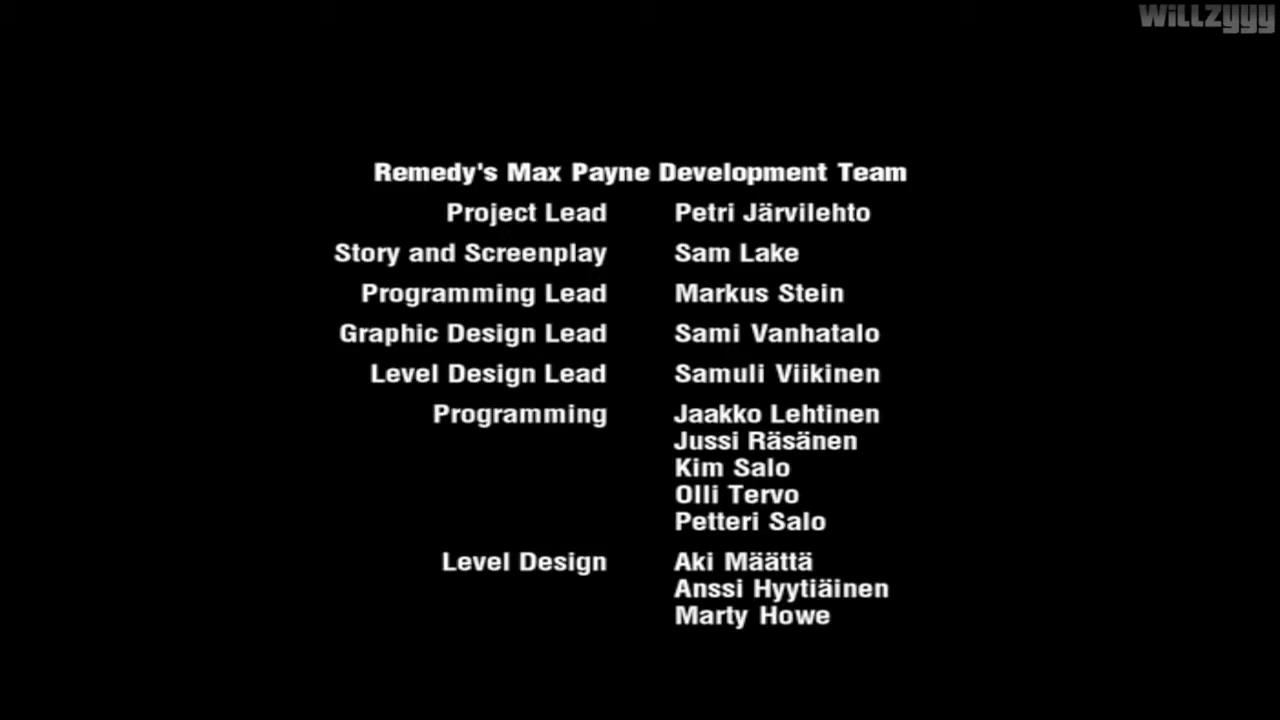 WillZyyy
Remedy's Max Payne Development Team
Project Lead Petri Järvilehto
Story and Screenplay Sam Lake
Programming Lead Markus Stein
Graphic Design Lead Sami Vanhatalo
Level Design Lead Samuli Viikinen
Programming Jaakko Lehtinen
Jussi Räsänen
Kim Salo
Olli Tervo
Petteri Salo
Level Design Aki Määttä
Anssi Hyytiäinen
Marty Howe